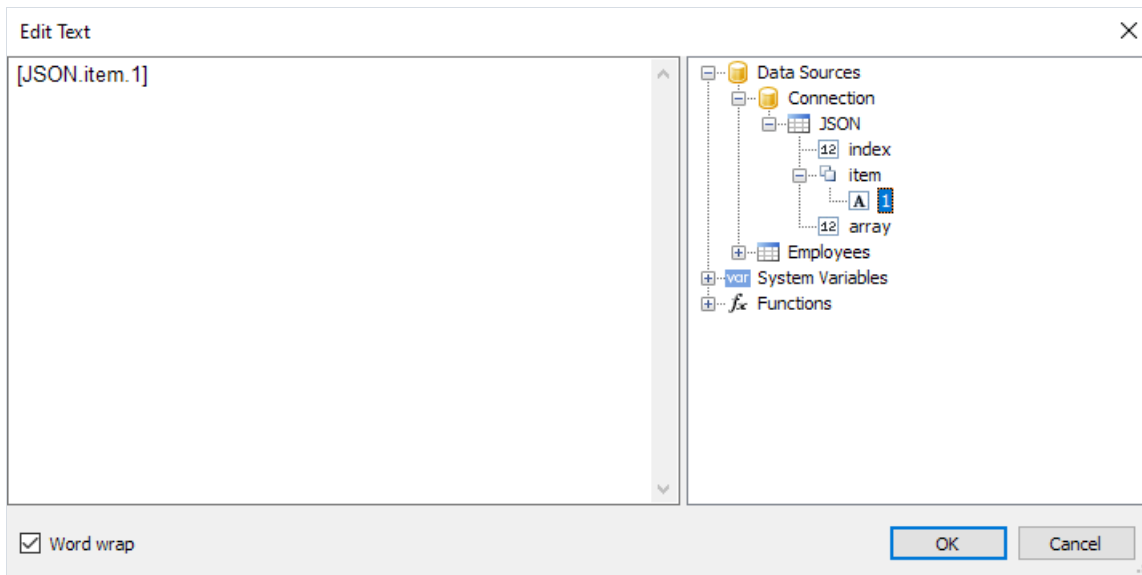 Edit Text
[JSON.item.1]
Data Sources
Connection
JSON
12 index
item
A 1
12 array
Employees
var System Variables
fx Functions
Word wrap
OK
Cancel